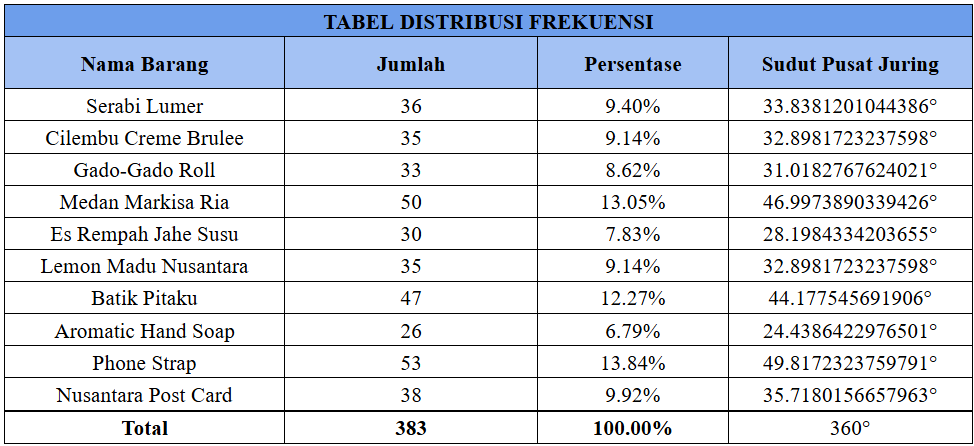 TABEL DISTRIBUSI FREKUENSI
Nama Barang Jumlah Persentase Sudut Pusat Juring
Serabi Lumer 36 9.40% 33.8381201044386°
Cilembu Creme Brulee 35 9.14% 32.8981723237598°
Gado-Gado Roll 33 8.62% 31.0182767624021°
Medan Markisa Ria 50 13.05% 46.9973890339426°
Es Rempah Jahe Susu 30 7.83% 28.1984334203655°
Lemon Madu Nusantara 35 9.14% 32.8981723237598°
Batik Pitaku 47 12.27% 44.177545691906°
Aromatic Hand Soap 26 6.79% 24.4386422976501°
Phone Strap 53 13.84% 49.8172323759791°
Nusantara Post Card 38 9.92% 35.7180156657963°
Total 383 100.00% 360°